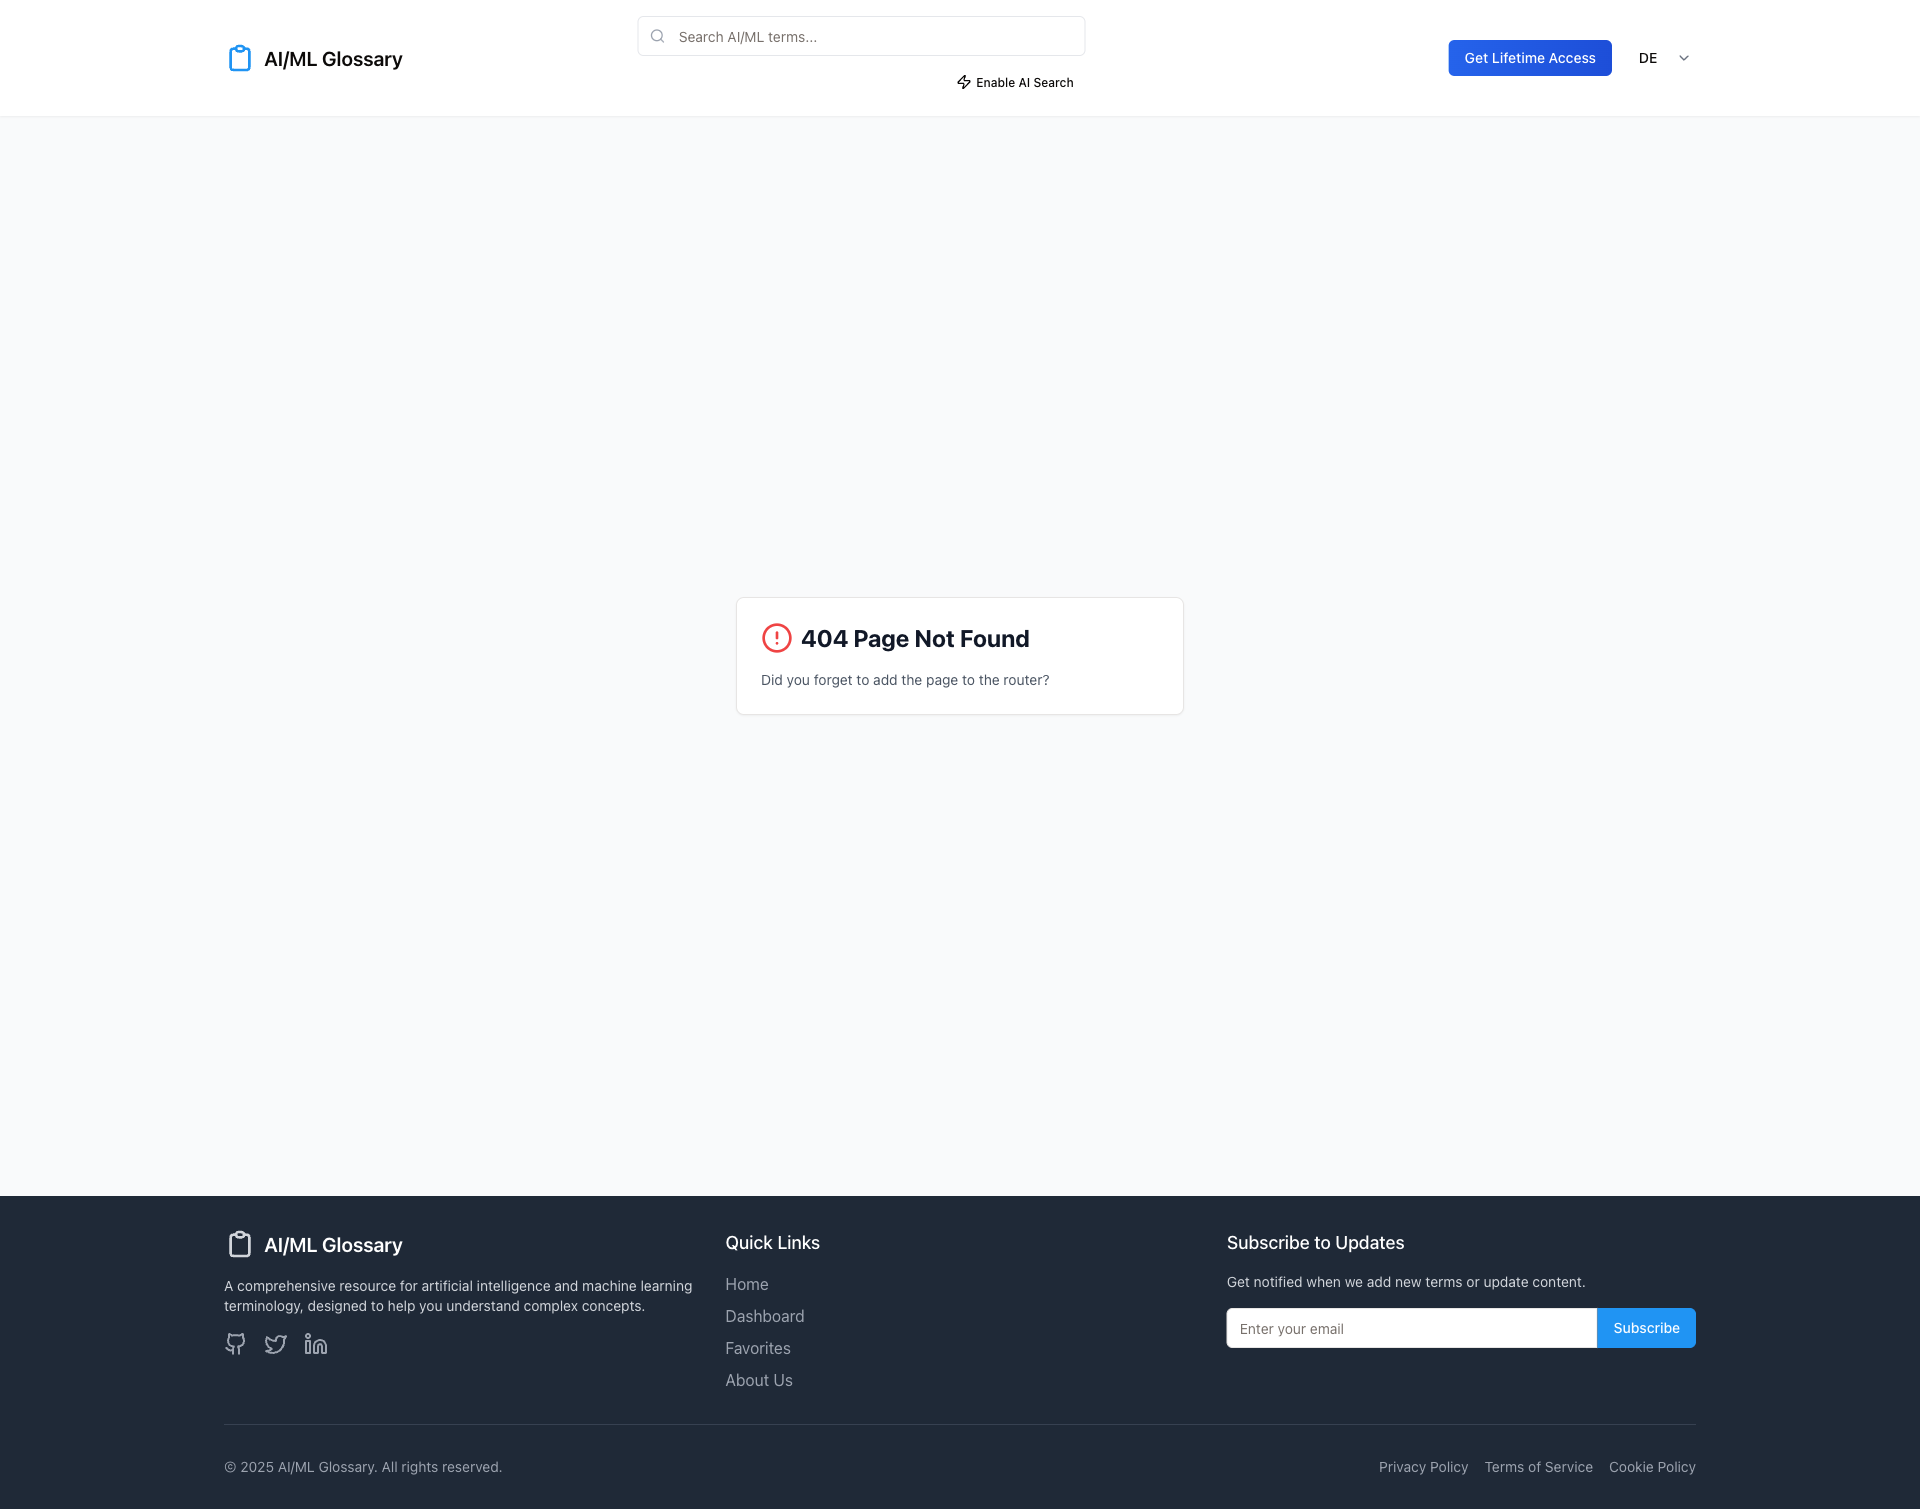 AI/ML Glossary
Search AI/ML terms...
Enable AI Search
Get Lifetime Access
DE
404 Page Not Found
Did you forget to add the page to the router?
AI/ML Glossary
A comprehensive resource for artificial intelligence and machine learning
terminology, designed to help you understand complex concepts.
Quick Links
Home
Dashboard
Favorites
About Us
Subscribe to Updates
Get notified when we add new terms or update content.
Enter your email
Subscribe
© 2025 AI/ML Glossary. All rights reserved.
Privacy Policy
Terms of Service
Cookie Policy